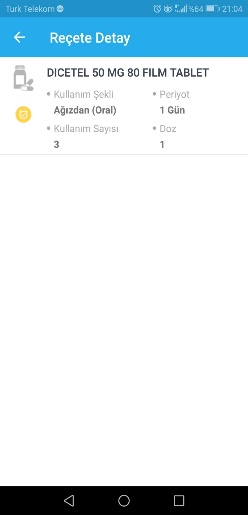 Turk Telekom %64 21:04
Reçete Detay
DICETEL 50 MG 80 FILM TABLET
• Kullanım Şekli • Periyot
Ağızdan (Oral) 1 Gün
• Kullanım Sayısı • Doz
3 1